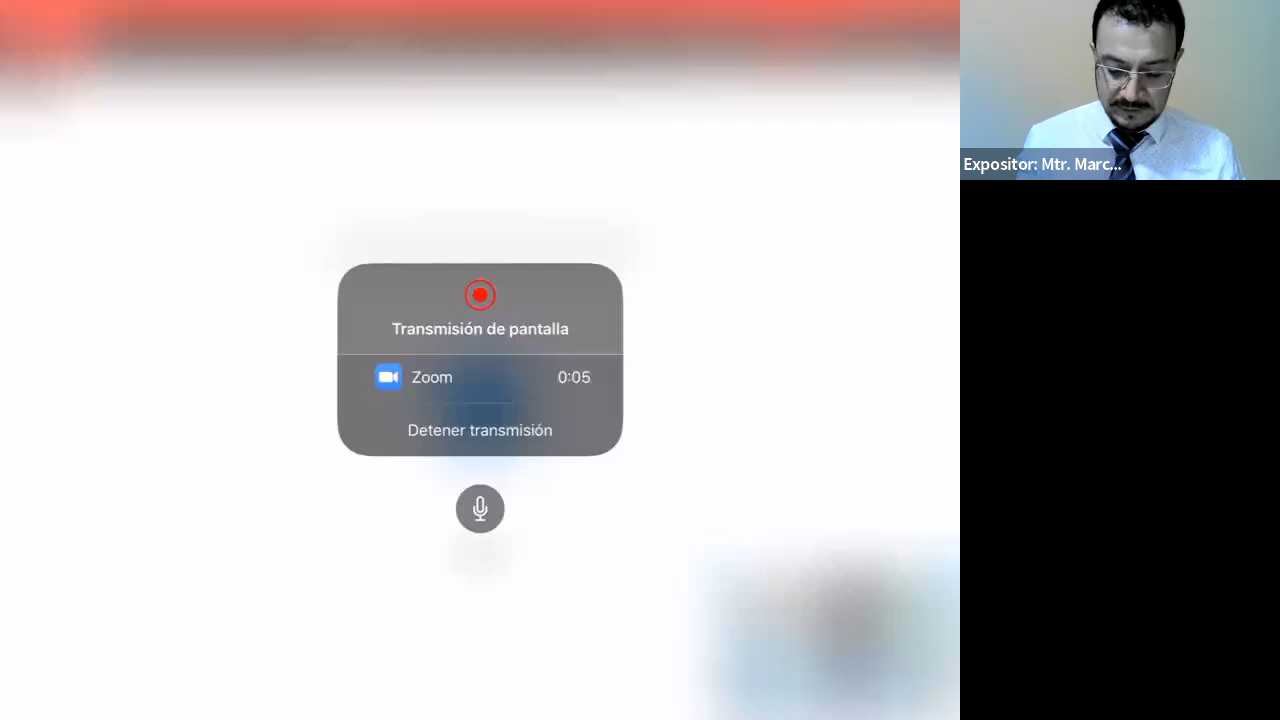 Expositor: Mtr. Marc...
Transmisión de pantalla
Zoom 0:05
Detener transmisión